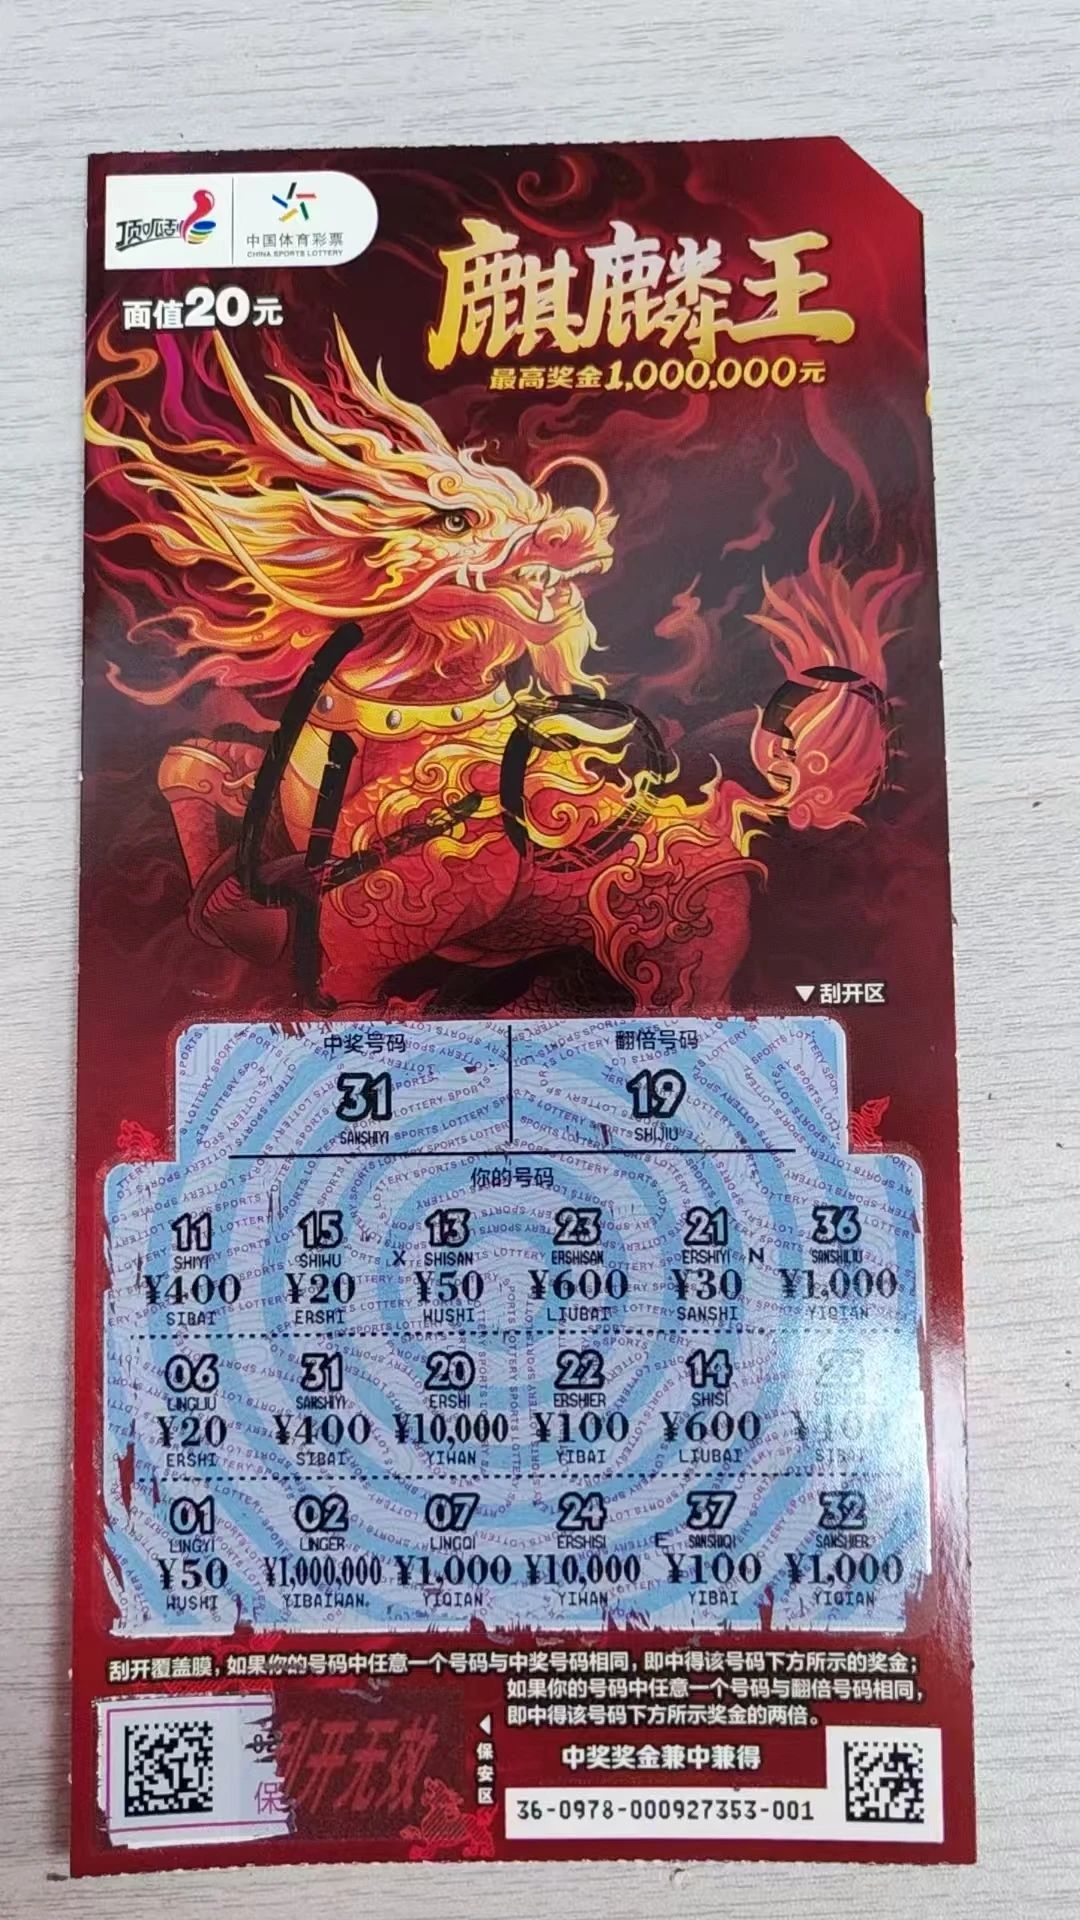 顶呱刮 中国体育彩票
CHINA SPORTS LOTTERY
面值20元
麒麟王
最高奖金1,000,000元
400
▼刮开区
中奖号码 翻倍号码
31 19
SANSHIYI SHIJIU
你的号码
11 15 13 23 21 36
SHIYI SHIWU X SHISAN ERSHISAN ERSHIYI N SANSHILIU
¥400 ¥20 ¥50 ¥600 ¥30 ¥1,000
SIBAI ERSHI WUSHI LIUBAI SANSHI YIQIAN
06 31 20 22 14
LINGLIU SANSHIYI ERSHI ERSHIER SHISI
¥20 ¥400 ¥10,000 ¥100 ¥600
ERSHI SIBAI YIWAN YIBAI LIUBAI
01 02 07 24 37 32
LINGYI LINGER LINGQI ERSHISI E SANSHIQI SANSHIER
¥50 ¥1,000,000 ¥1,000 ¥10,000 ¥100 ¥1,000
WUSHI YIBAIWAN YIQIAN YIWAN YIBAI YIQIAN
刮开覆盖膜，如果你的号码中任意一个号码与中奖号码相同，即中得该号码下方所示的奖金；
如果你的号码中任意一个号码与翻倍号码相同，
即中得该号码下方所示奖金的两倍。
保 刮开无效
◀保安区
中奖奖金兼中兼得
36-0978-000927353-001